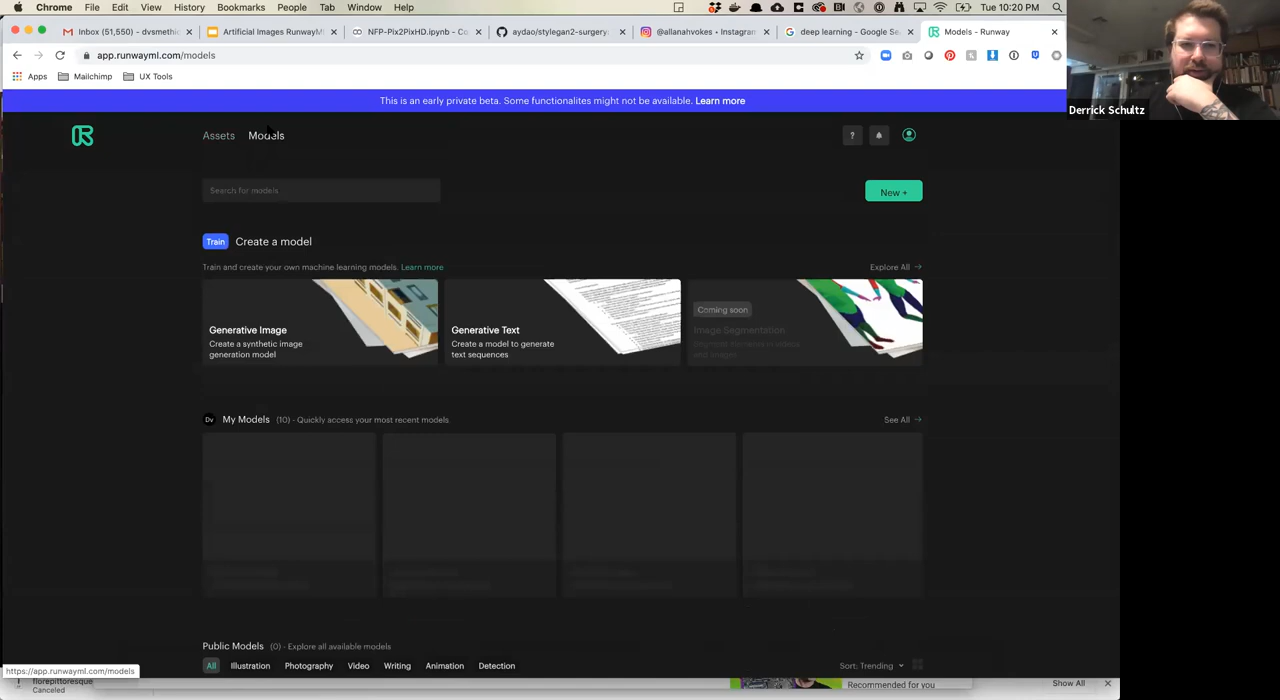 Chrome File Edit View History Bookmarks People Tab Window Help Tue 10:20 PM
Inbox (51,550) - dvsmethic Artificial Images RunwayM NFP-Pix2PixHD.ipynb - Co aydao/stylegan2-surgery: @allanahvokes • Instagram deep learning - Google Se Models - Runway
app.runwayml.com/models
Apps Mailchimp UX Tools
Derrick Schultz
This is an early private beta. Some functionalites might not be available. Learn more
Assets Models ?
Search for models New +
Train Create a model
Train and create your own machine learning models. Learn more Explore All →
Coming soon
Generative Image Generative Text Image Segmentation
Create a synthetic image Create a model to generate
generation model text sequences
Dv My Models (10) - Quickly access your most recent models See All →
Public Models (0) - Explore all available models
All Illustration Photography Video Writing Animation Detection Sort: Trending
https://app.runwayml.com/models
florepittoresque
Canceled
Recommended for you
Show All